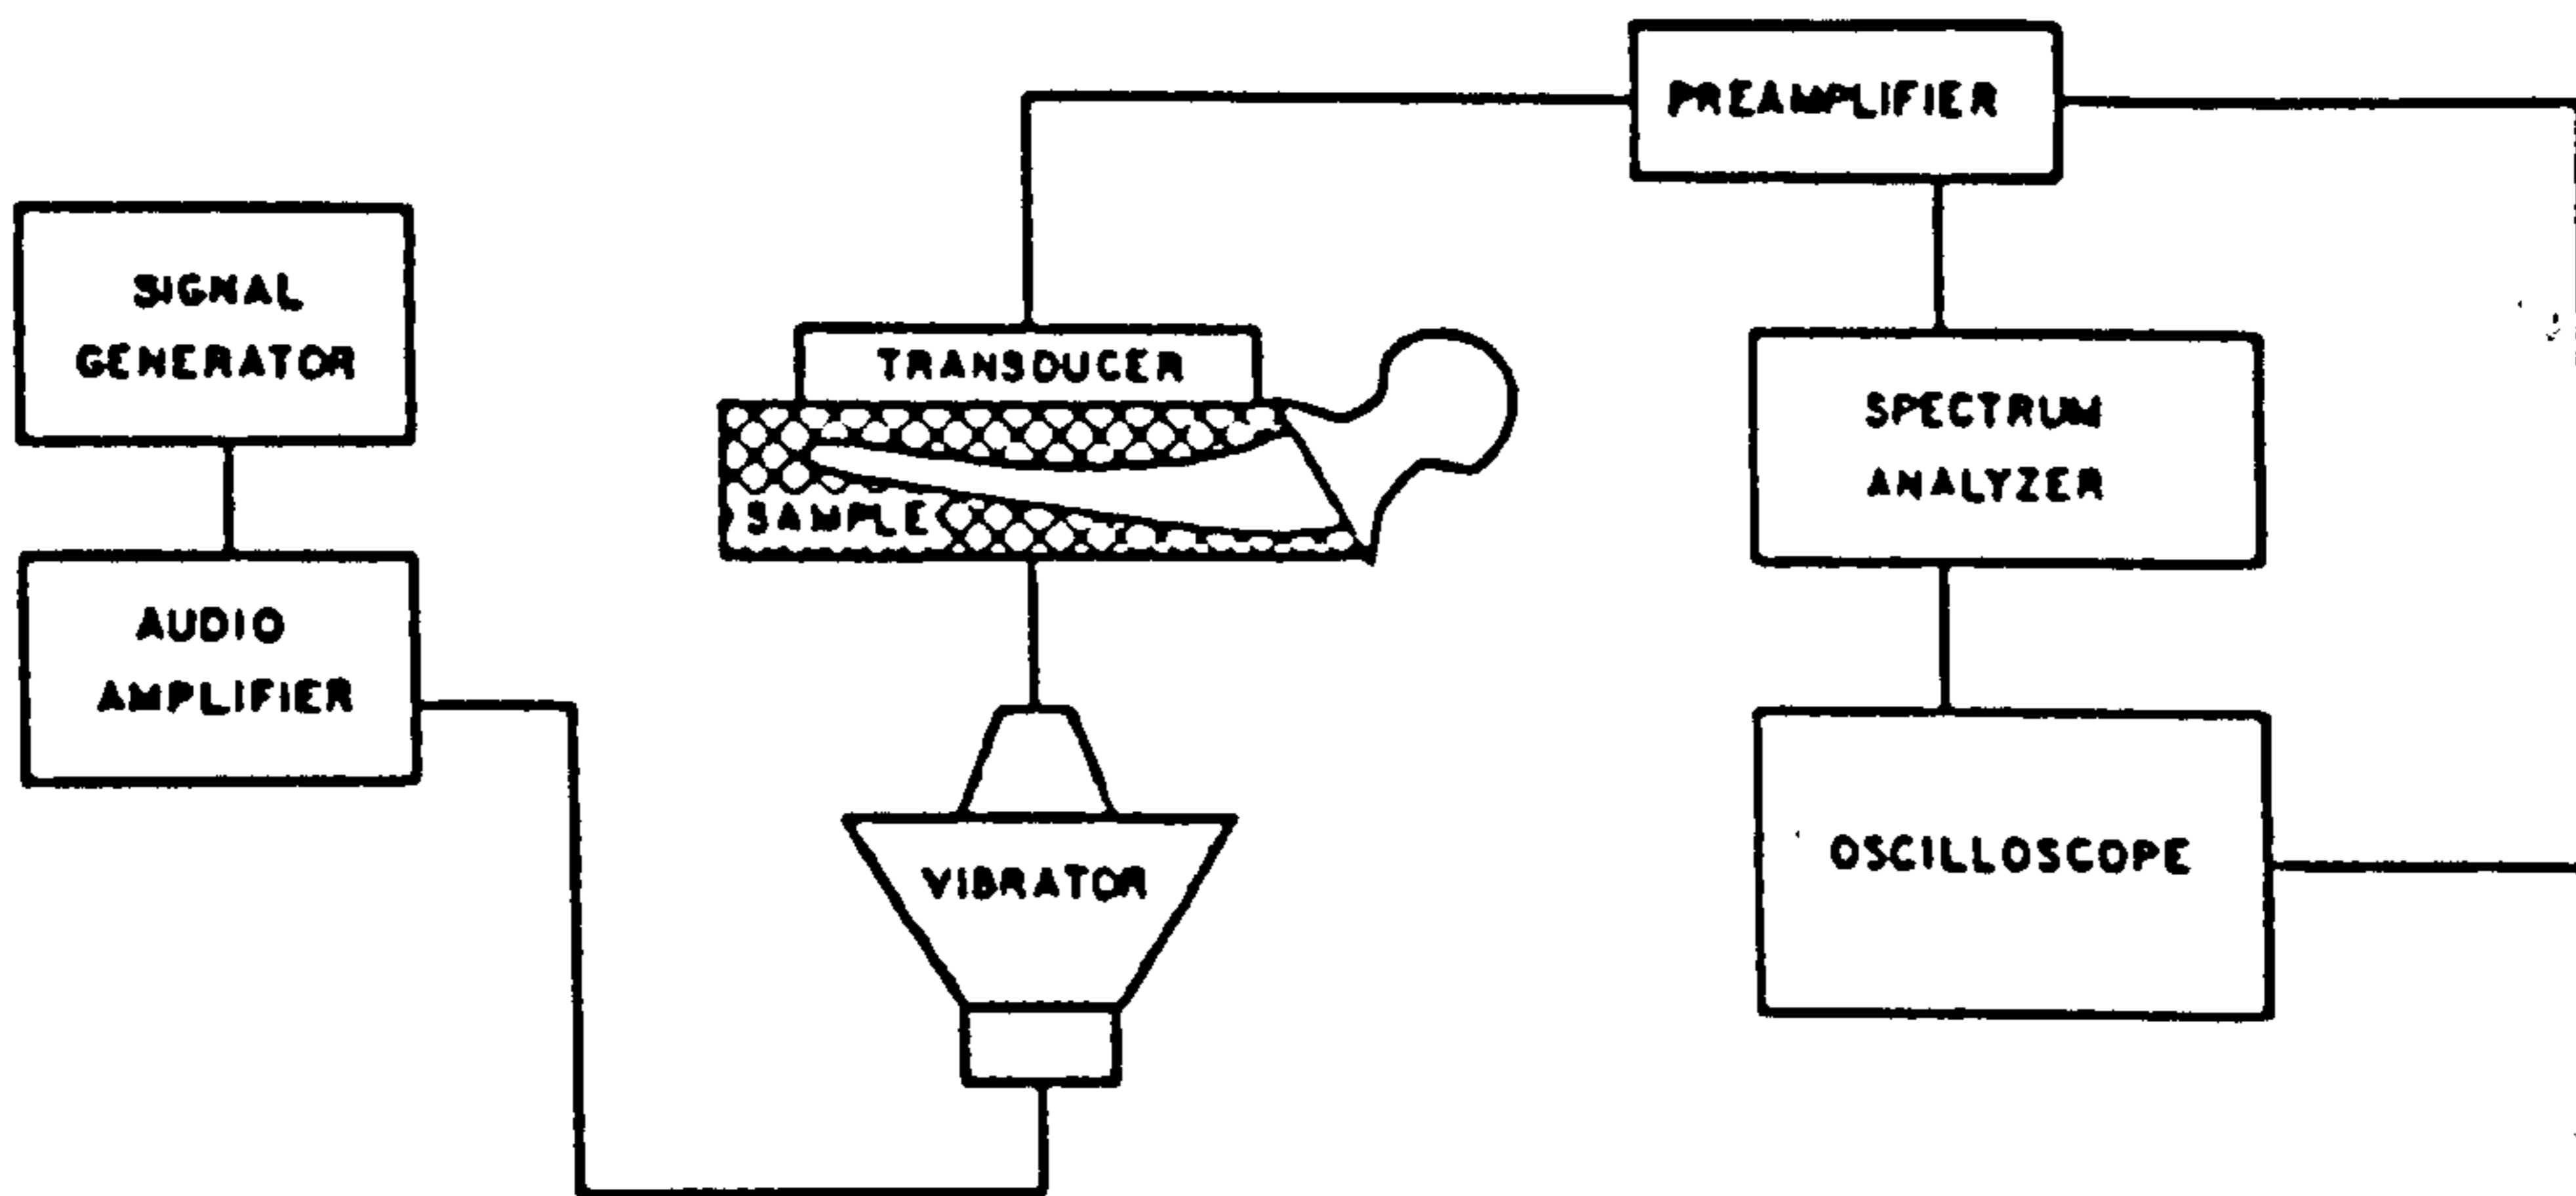 PREAMPLIFIER
SIGNAL
GENERATOR
TRANSDUCER
SPECTRUM
ANALYZER
SAMPLE
AUDIO
AMPLIFIER
OSCILLOSCOPE
VIBRATOR